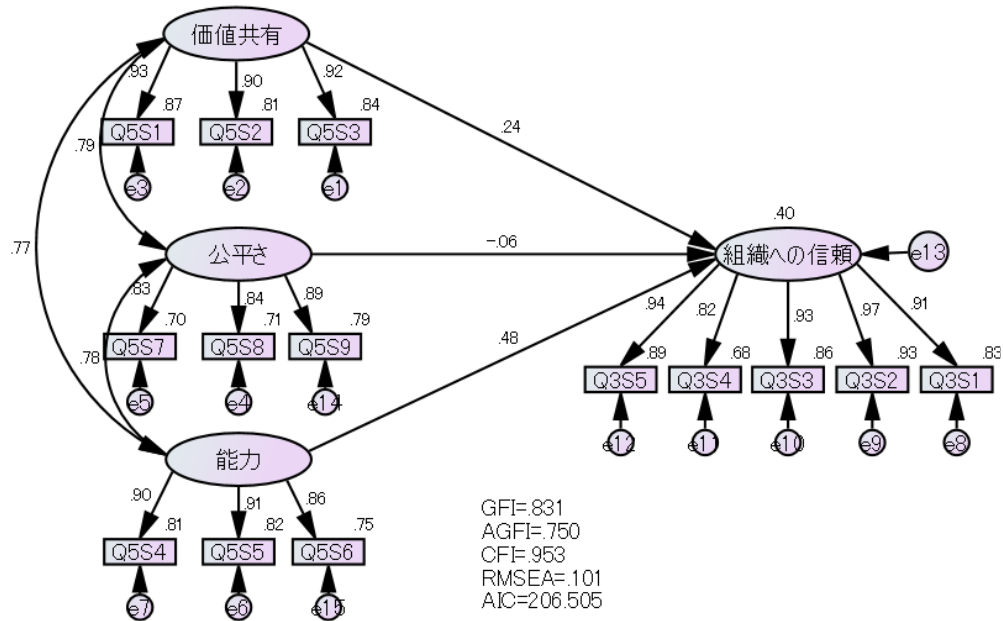 価値共有
.93
.90
.92
.87
.81
.84
Q5S1
Q5S2
Q5S3
e3
e2
e1
.79
.24
.77
公平さ
-.06
.40
組織への信頼
e13
.83
.84
.89
.70
.71
.79
Q5S7
Q5S8
Q5S9
e5
e4
e14
.78
.48
.94
.82
.93
.97
.91
.89
.68
.86
.93
.83
Q3S5
Q3S4
Q3S3
Q3S2
Q3S1
e12
e11
e10
e9
e8
能力
.90
.91
.86
.81
.82
.75
Q5S4
Q5S5
Q5S6
e7
e6
e15
GFI=.831
AGFI=.750
CFI=.953
RMSEA=.101
AIC=206.505